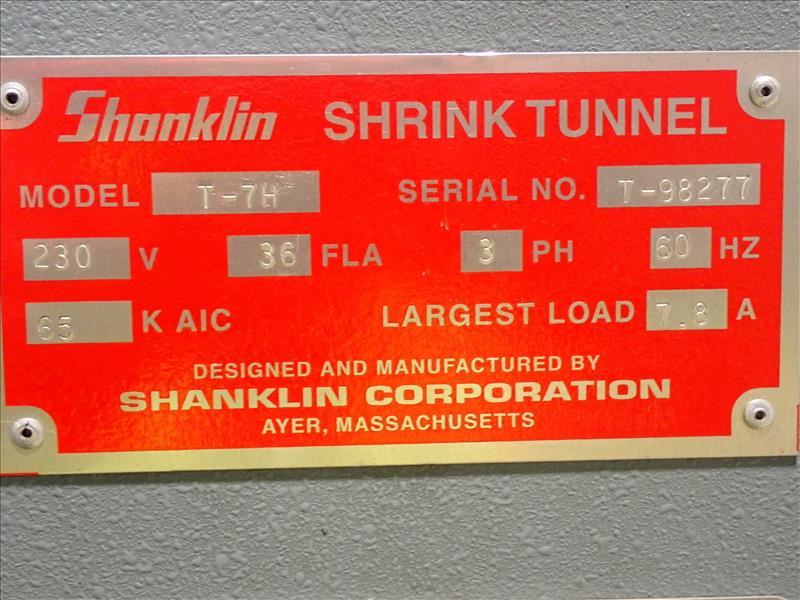 Shanklin SHRINK TUNNEL
MODEL T-7H SERIAL NO. T-98277
230 V 36 FLA 3 PH 60 HZ
65 K AIC LARGEST LOAD 7.8 A
DESIGNED AND MANUFACTURED BY
SHANKLIN CORPORATION
AYER, MASSACHUSETTS